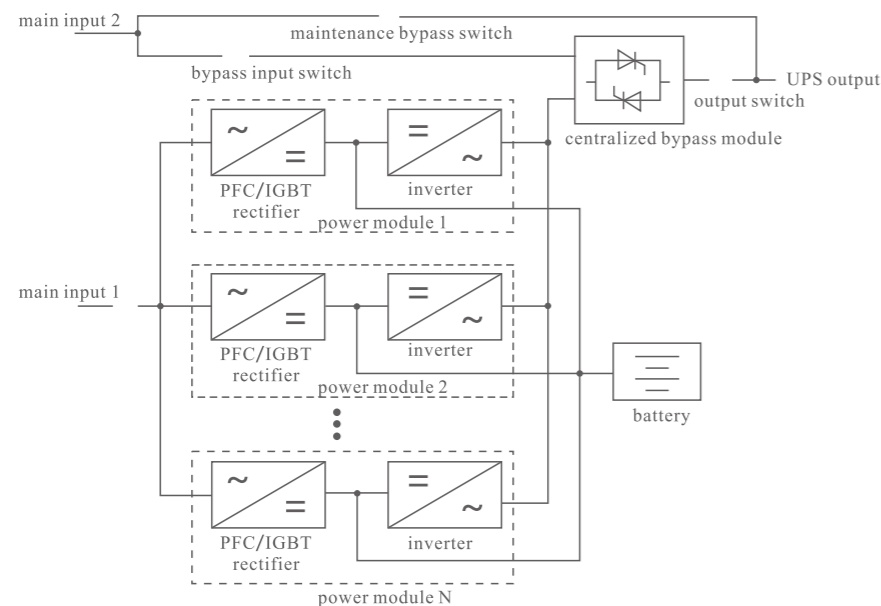 main input 2
maintenance bypass switch
bypass input switch
UPS output
output switch
centralized bypass module
~
=
=
~
PFC/IGBT
rectifier
inverter
power module 1
main input 1
~
=
=
~
PFC/IGBT
rectifier
inverter
power module 2
battery
~
=
=
~
PFC/IGBT
rectifier
inverter
power module N